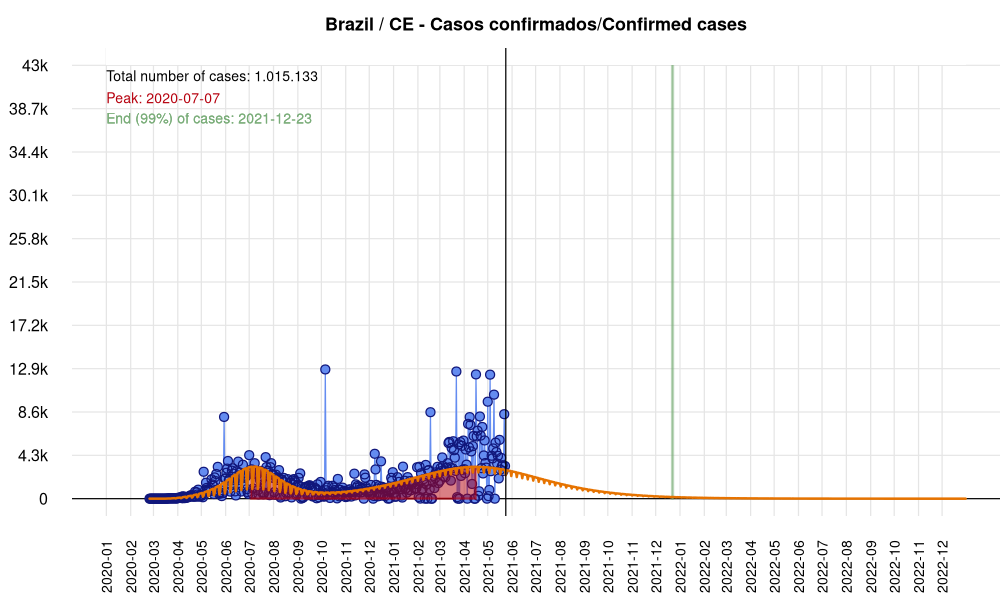 Brazil / CE - Casos confirmados/Confirmed cases
Total number of cases: 1.015.133
Peak: 2020-07-07
End (99%) of cases: 2021-12-23
43k
38.7k
34.4k
30.1k
25.8k
21.5k
17.2k
12.9k
8.6k
4.3k
0
2020-01
2020-02
2020-03
2020-04
2020-05
2020-06
2020-07
2020-08
2020-09
2020-10
2020-11
2020-12
2021-01
2021-02
2021-03
2021-04
2021-05
2021-06
2021-07
2021-08
2021-09
2021-10
2021-11
2021-12
2022-01
2022-02
2022-03
2022-04
2022-05
2022-06
2022-07
2022-08
2022-09
2022-10
2022-11
2022-12